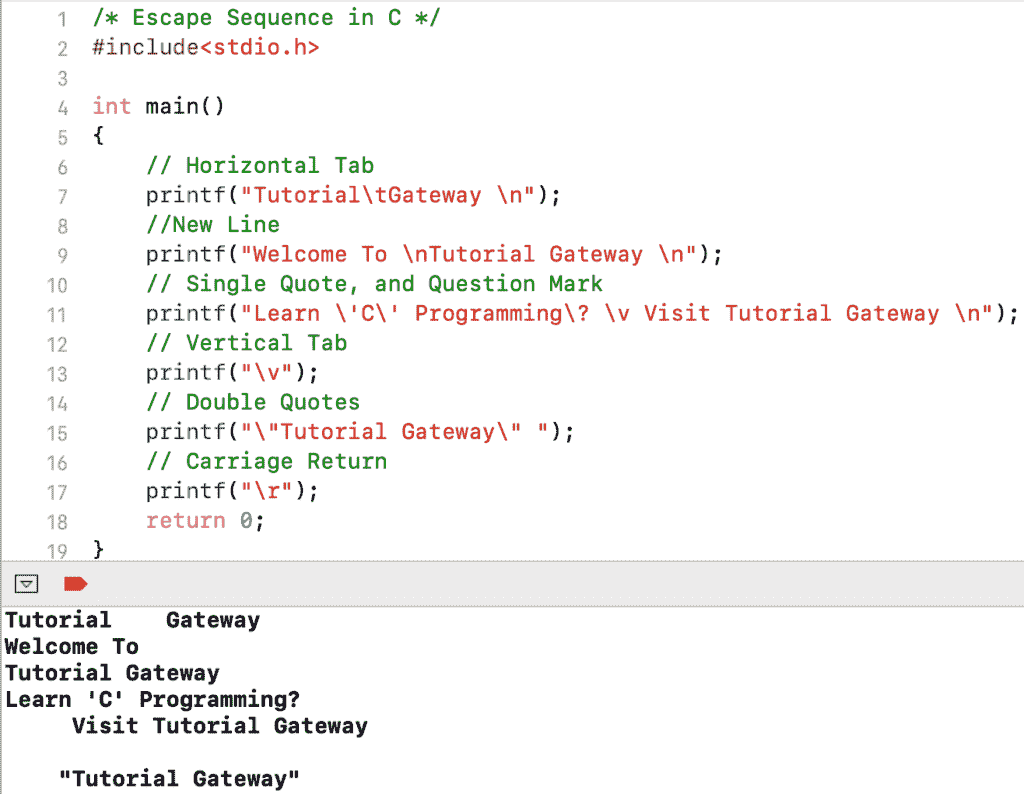 1 /* Escape Sequence in C */
2 #include<stdio.h>
3
4 int main()
5 {
6     // Horizontal Tab
7     printf("Tutorial\tGateway \n");
8     //New Line
9     printf("Welcome To \nTutorial Gateway \n");
10     // Single Quote, and Question Mark
11     printf("Learn \'C\' Programming\? \v Visit Tutorial Gateway \n");
12     // Vertical Tab
13     printf("\v");
14     // Double Quotes
15     printf("\"Tutorial Gateway\" ");
16     // Carriage Return
17     printf("\r");
18     return 0;
19 }
Tutorial    Gateway
Welcome To
Tutorial Gateway
Learn 'C' Programming?
     Visit Tutorial Gateway
    "Tutorial Gateway"